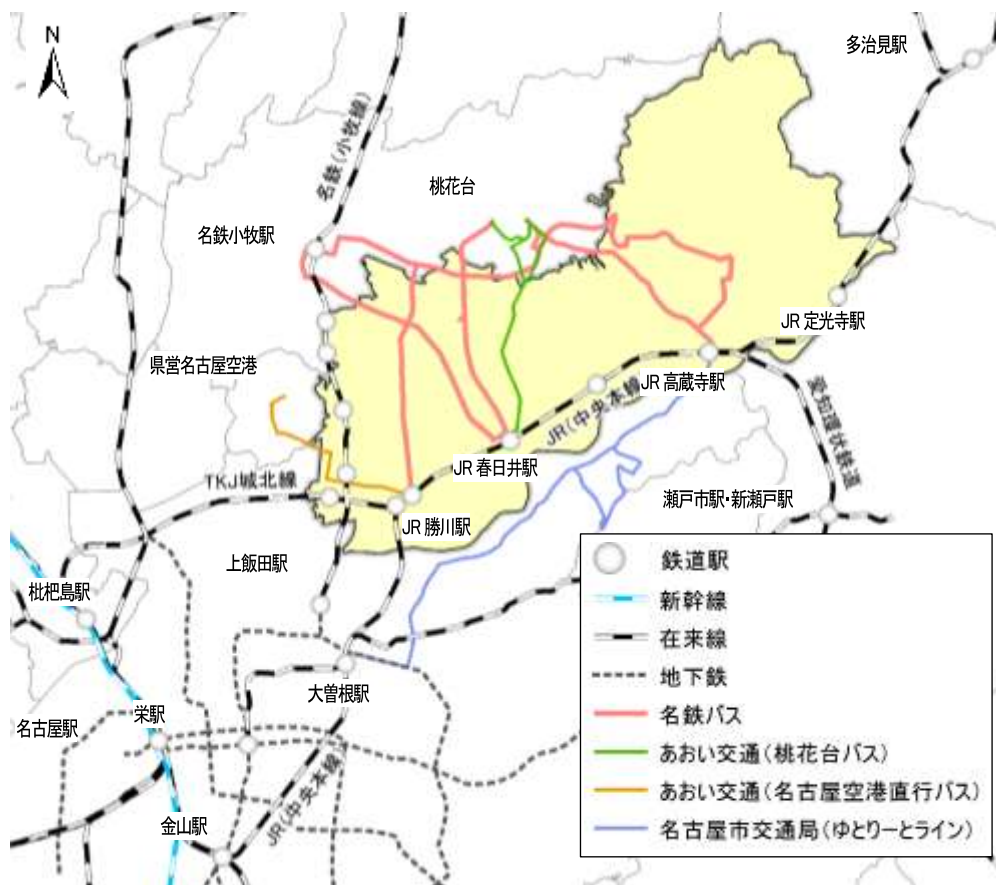 N
多治見駅
名鉄(小牧線)
桃花台
名鉄小牧駅
JR 定光寺駅
県営名古屋空港
JR 高蔵寺駅
JR(中央本線)
愛知環状鉄道
JR 春日井駅
TKJ城北線
瀬戸市駅・新瀬戸駅
JR 勝川駅
上飯田駅
枇杷島駅
大曽根駅
栄駅
名古屋駅
金山駅
JR(中央本線)
鉄道駅
新幹線
在来線
地下鉄
名鉄バス
あおい交通(桃花台バス)
あおい交通(名古屋空港直行バス)
名古屋市交通局(ゆとりーとライン)